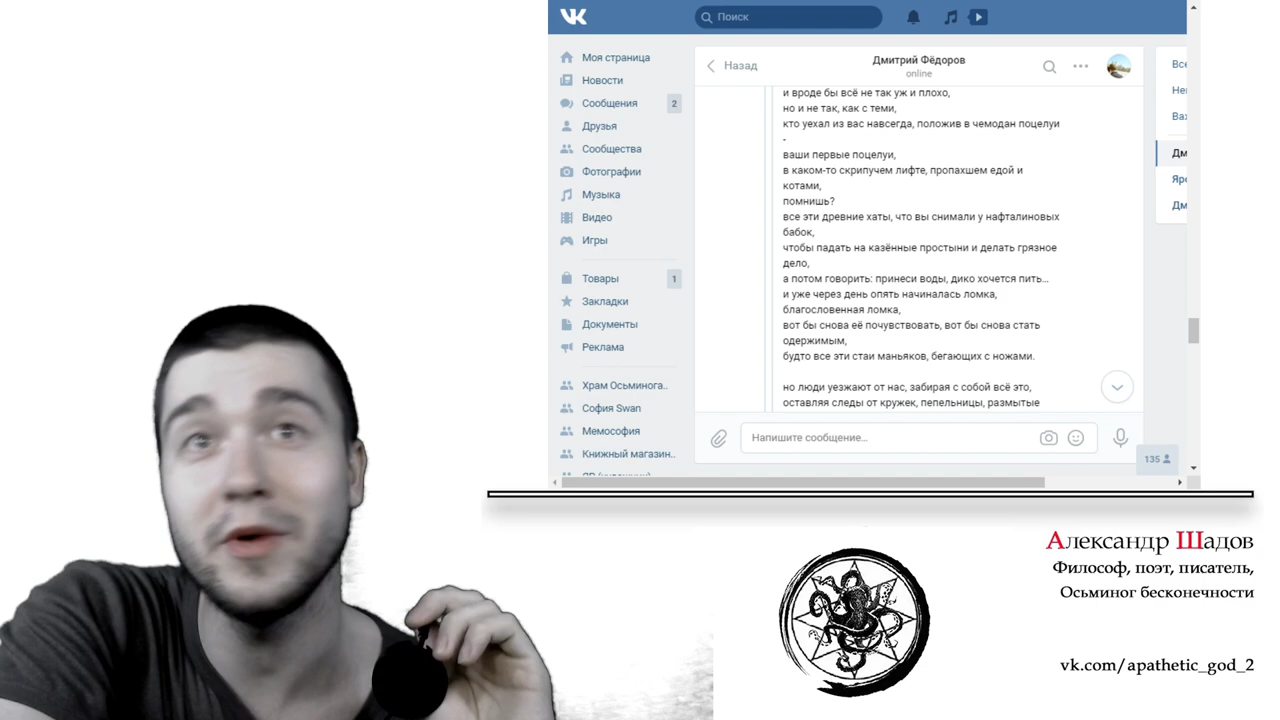 Поиск
Моя страница
Новости
Сообщения 2
Друзья
Сообщества
Фотографии
Музыка
Видео
Игры
Товары 1
Закладки
Документы
Реклама
Храм Осьминога..
София Swan
Мемософия
Книжный магазин..
Назад
Дмитрий Фёдоров
online
и вроде бы всё не так уж и плохо,
но и не так, как с теми,
кто уехал из вас навсегда, положив в чемодан поцелуи
-
ваши первые поцелуи,
в каком-то скрипучем лифте, пропахшем едой и
котами,
помнишь?
все эти древние хаты, что вы снимали у нафталиновых
бабок,
чтобы падать на казённые простыни и делать грязное
дело,
а потом говорить: принеси воды, дико хочется пить...
и уже через день опять начиналась ломка,
благословенная ломка,
вот бы снова её почувствовать, вот бы снова стать
одержимым,
будто все эти стаи маньяков, бегающих с ножами.
но люди уезжают от нас, забирая с собой всё это,
оставляя следы от кружек, пепельницы, размытые
Напишите сообщение...
Все
Не
Ва
Дм
Яр
Дм
135
Александр Шадов
Философ, поэт, писатель,
Осьминог бесконечности
vk.com/apathetic_god_2